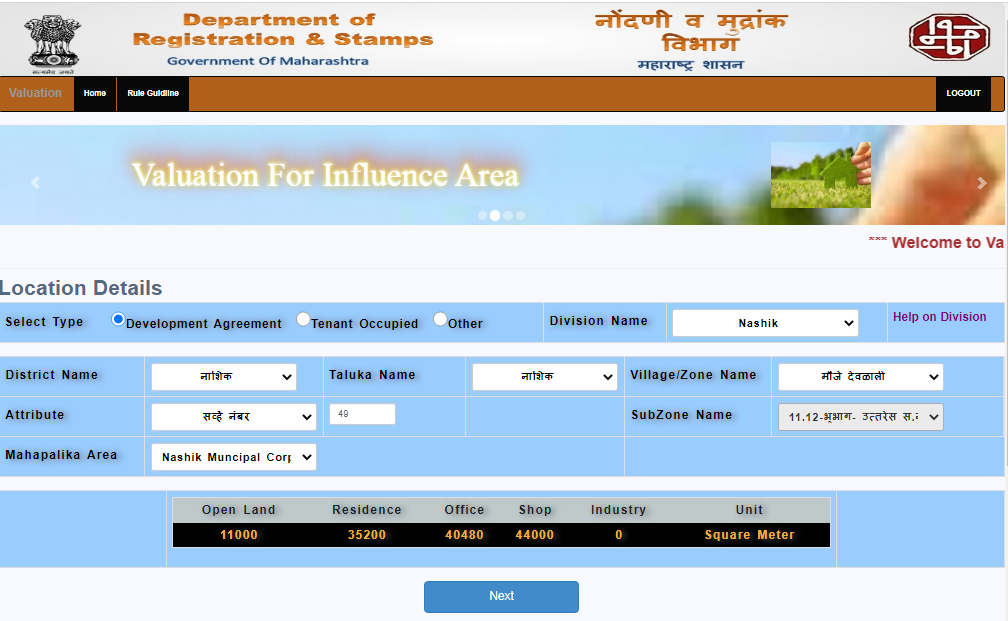 Department of
Registration & Stamps
Government Of Maharashtra
नोंदणी व मुद्रांक
विभाग
महाराष्ट्र शासन
सत्यमेव जयते
Valuation Home Rule Guidline LOGOUT
Valuation For Influence Area
*** Welcome to Va
Location Details
Select Type Development Agreement Tenant Occupied Other Division Name Nashik Help on Division
District Name नाशिक Taluka Name नाशिक Village/Zone Name मौजे देवळाली
Attribute सर्व्हे नंबर 49 SubZone Name 11.12-भूभाग- उत्तरेस स.
Mahapalika Area Nashik Muncipal Corp
Open Land Residence Office Shop Industry Unit
11000 35200 40480 44000 0 Square Meter
Next